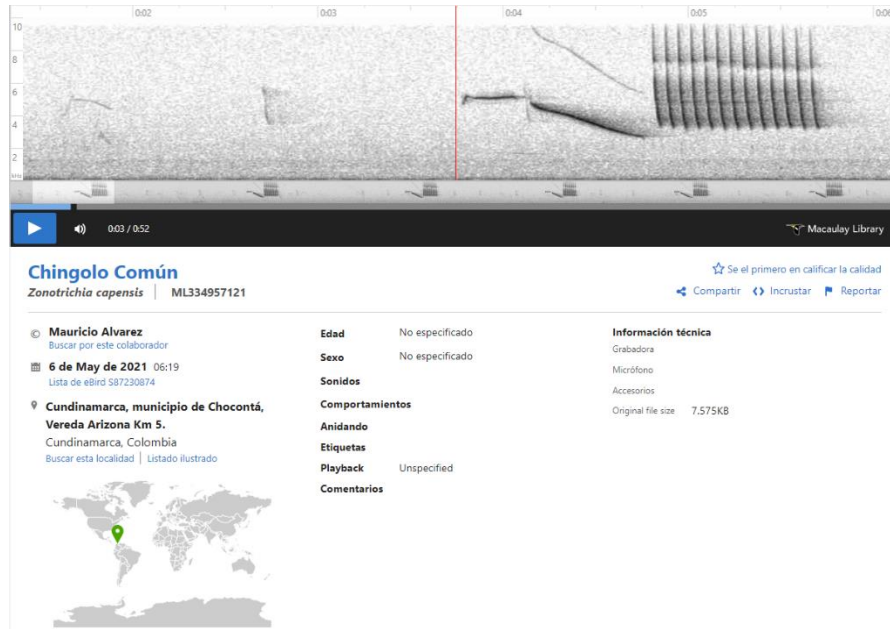 0:02 0:03 0:04 0:05 0:06
10
8
6
4
2
kHz
0:03 / 0:52 Macaulay Library
Chingolo Común
Zonotrichia capensis | ML334957121
Se el primero en calificar la calidad
Compartir Incrustar Reportar
© Mauricio Alvarez
Buscar por este colaborador
6 de May de 2021 06:19
Lista de eBird S87230874
Cundinamarca, municipio de Chocontá,
Vereda Arizona Km 5.
Cundinamarca, Colombia
Buscar esta localidad | Listado ilustrado
Edad No especificado
Sexo No especificado
Sonidos
Comportamientos
Anidando
Etiquetas
Playback Unspecified
Comentarios
Información técnica
Grabadora
Micrófono
Accesorios
Original file size 7.575KB